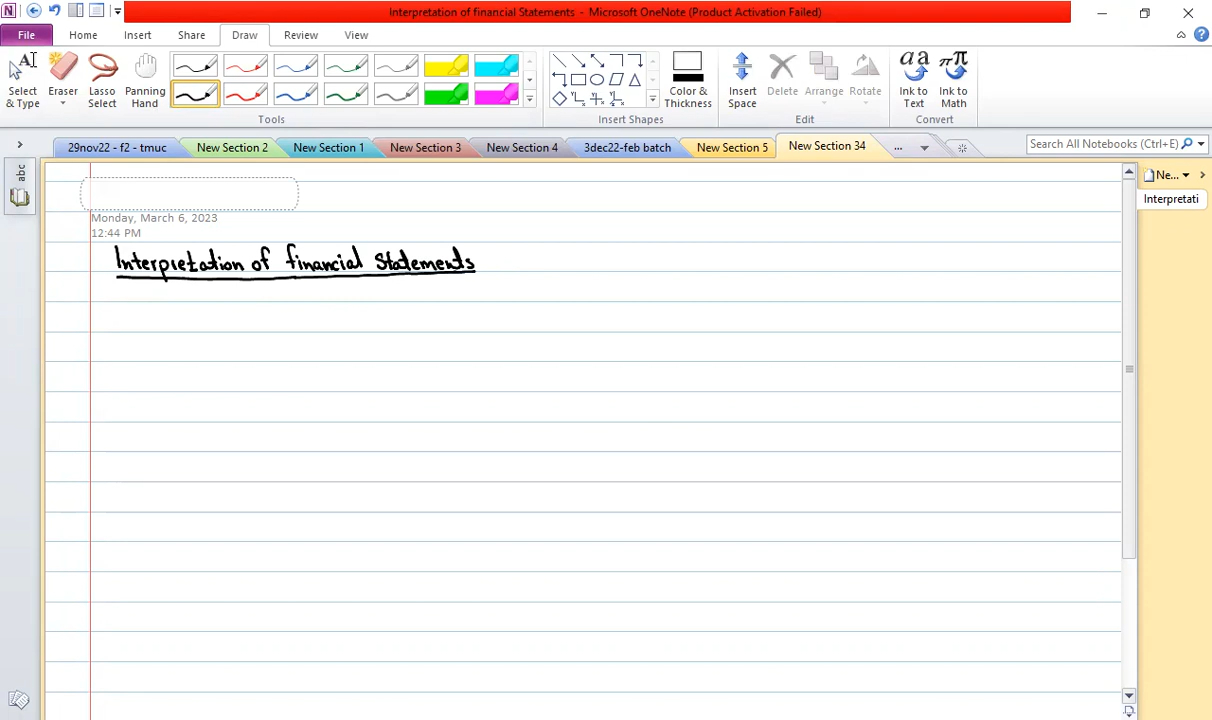 Interpretation of financial Statements - Microsoft OneNote (Product Activation Failed)
File Home Insert Share Draw Review View
Select & Type
Eraser
Lasso Select
Panning Hand
Color & Thickness
Insert Space
Delete
Arrange
Rotate
Ink to Text
Ink to Math
Tools Insert Shapes Edit Convert
29nov22 - f2 - tmuc New Section 2 New Section 1 New Section 3 New Section 4 3dec22-feb batch New Section 5 New Section 34 ... Search All Notebooks (Ctrl+E)
abc
Ne...
Interpretati
Monday, March 6, 2023
12:44 PM
Interpretation of financial Statements